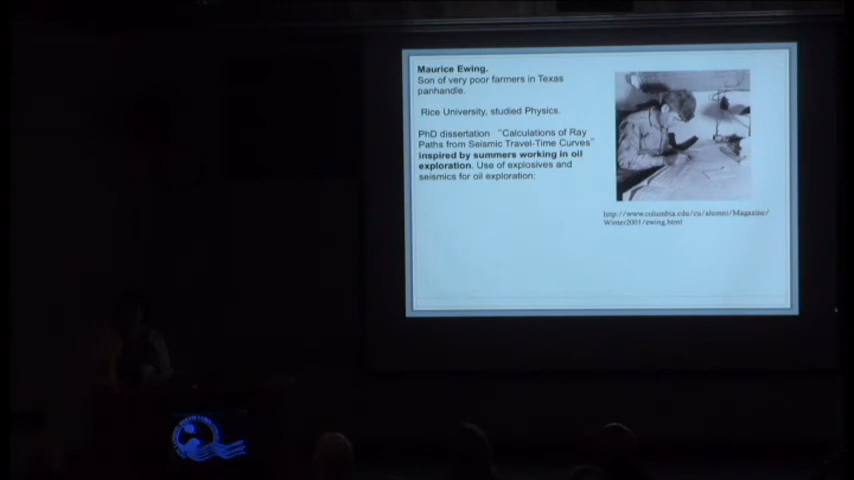 Maurice Ewing.
Son of very poor farmers in Texas
panhandle.
Rice University, studied Physics.
PhD dissertation "Calculations of Ray
Paths from Seismic Travel-Time Curves"
inspired by summers working in oil
exploration. Use of explosives and
seismics for oil exploration:
http://www.columbia.edu/cu/alumni/Magazine/
Winter2001/ewing.html